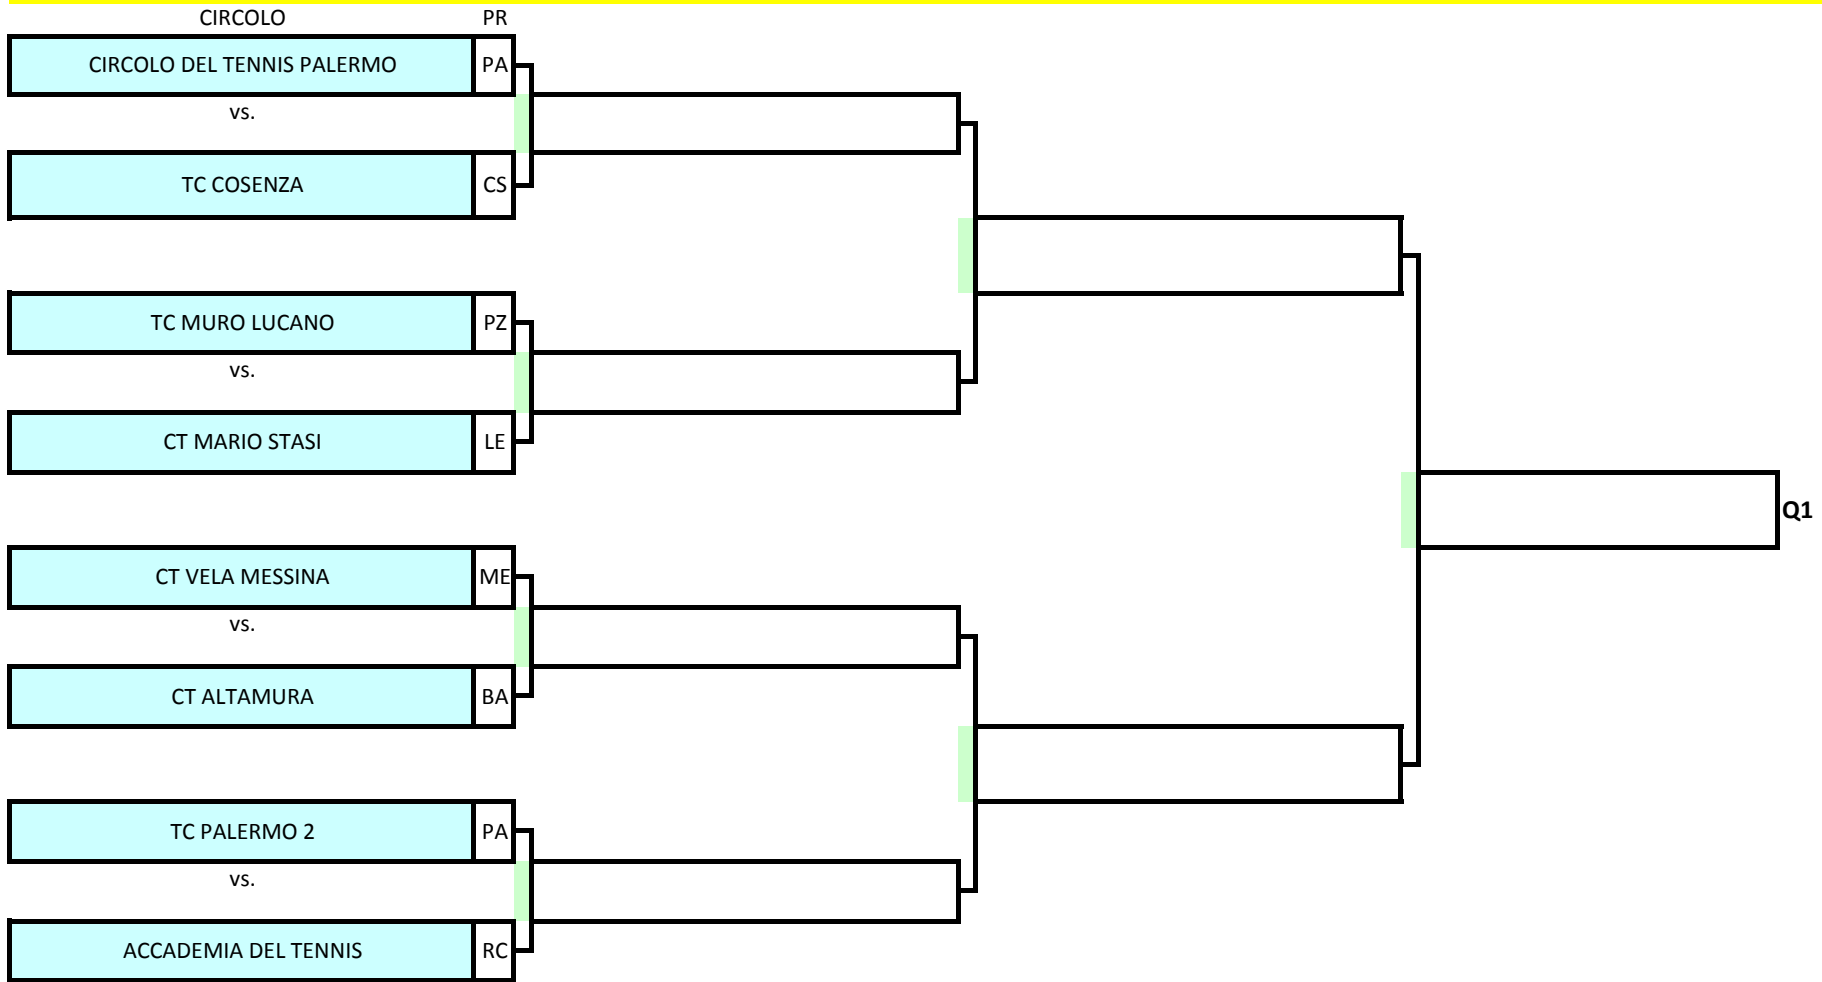 CIRCOLO PR
CIRCOLO DEL TENNIS PALERMO PA
vs.
TC COSENZA CS
TC MURO LUCANO PZ
vs.
CT MARIO STASI LE
Q1
CT VELA MESSINA ME
vs.
CT ALTAMURA BA
TC PALERMO 2 PA
vs.
ACCADEMIA DEL TENNIS RC